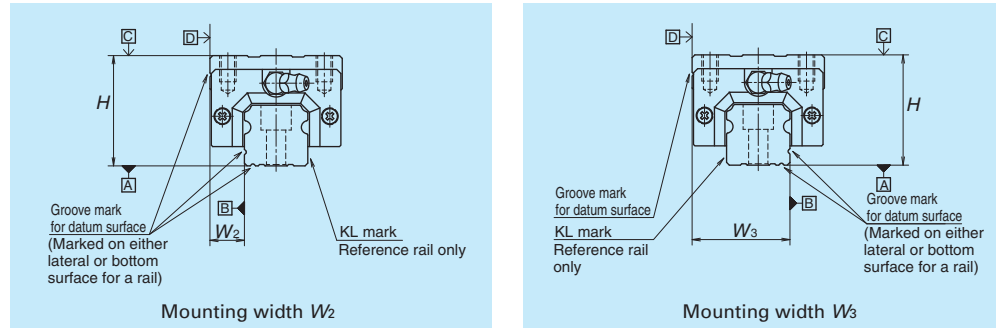 C
D
H
A
Groove mark
for datum surface
(Marked on either
lateral or bottom
surface for a rail)
B
W2
KL mark
Reference rail only
Mounting width W2
D
C
H
A
Groove mark
for datum surface
KL mark
Reference rail
only
W3
B
Groove mark
for datum surface
(Marked on either
lateral or bottom
surface for a rail)
Mounting width W3